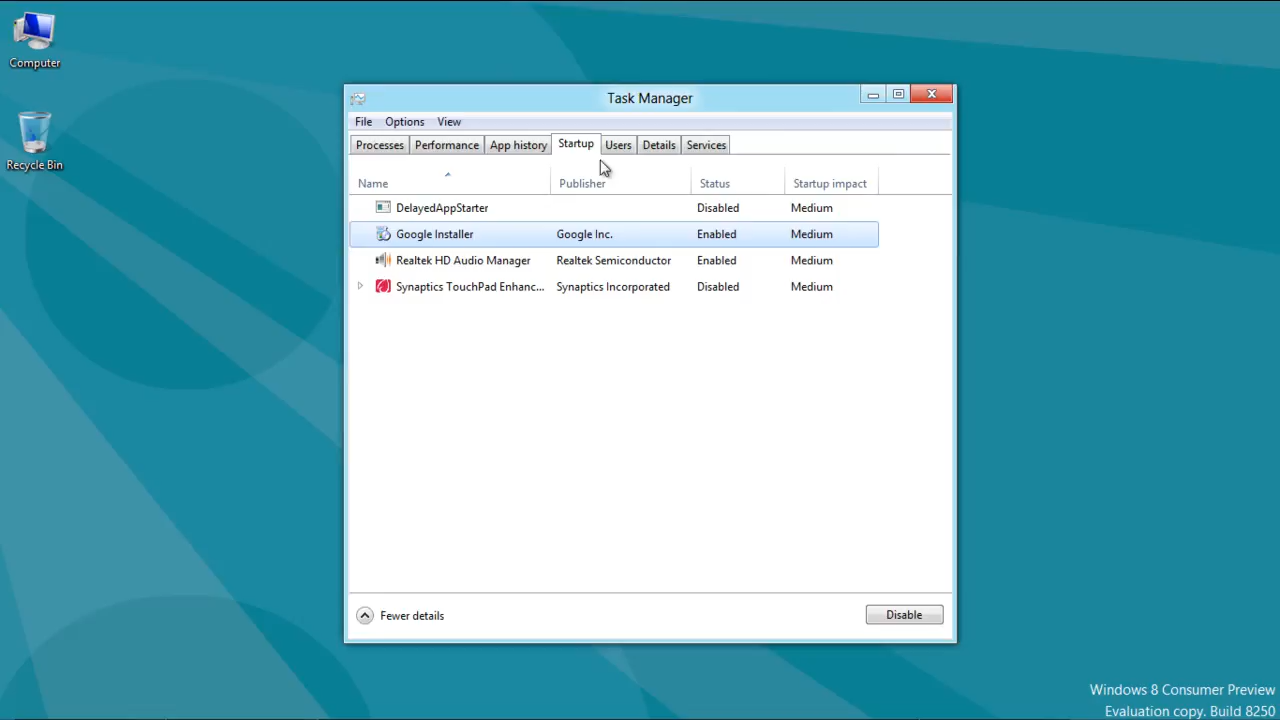 Computer
Recycle Bin
Task Manager
File Options View
Processes Performance App history Startup Users Details Services
Name Publisher Status Startup impact
DelayedAppStarter Disabled Medium
Google Installer Google Inc. Enabled Medium
Realtek HD Audio Manager Realtek Semiconductor Enabled Medium
Synaptics TouchPad Enhanc... Synaptics Incorporated Disabled Medium
Fewer details Disable
Windows 8 Consumer Preview
Evaluation copy. Build 8250